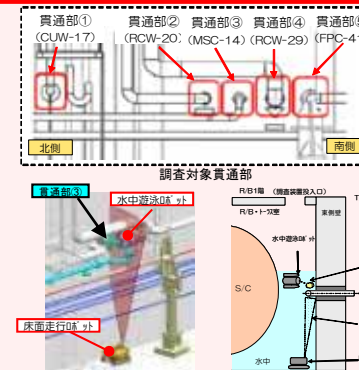 貫通部① 貫通部② 貫通部③ 貫通部④ 貫通部⑤
(CUW-17) (RCW-20) (MSC-14) (RCW-29) (FPC-41
北側 南側
調査対象貫通部
貫通部③
水中遊泳ﾛﾎﾞｯﾄ
床面走行ﾛﾎﾞｯﾄ
R/B1階 (調査装置投入口)
R/B・ﾄｰﾗｽ室
T
東側壁
水中遊泳ﾛﾎﾞｯﾄ
S/C
水中